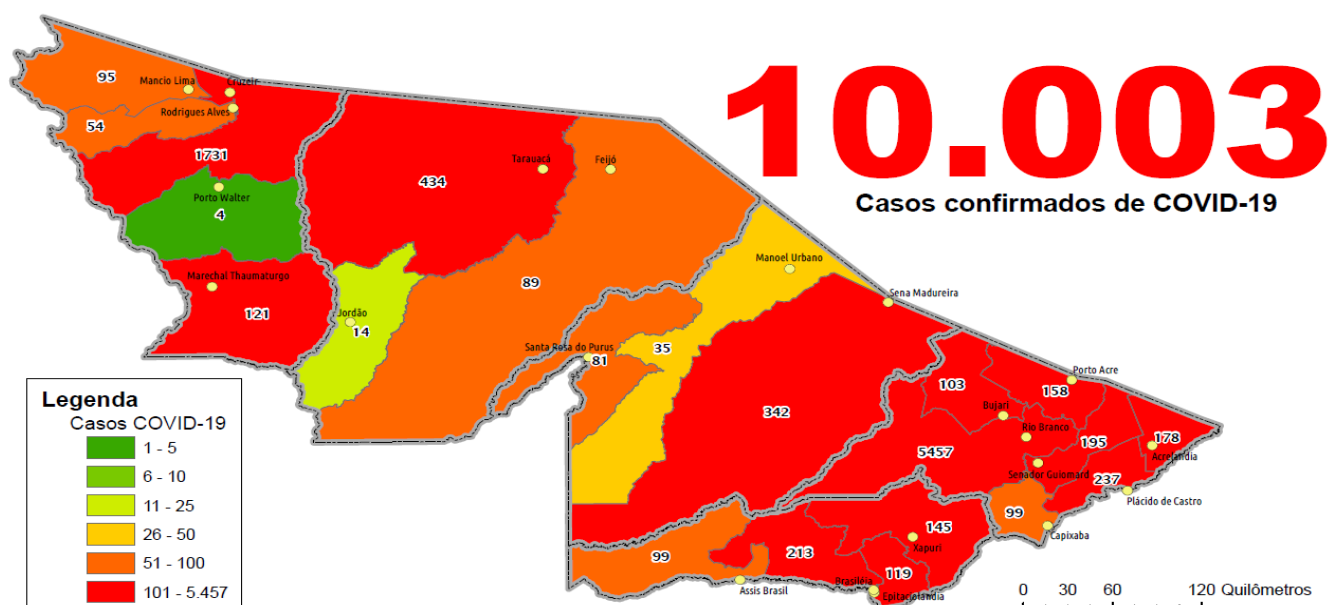 10.003
Casos confirmados de COVID-19
95
Mancio Lima
Cruzeir
Rodrigues Alves
54
1731
Porto Walter
4
Marechal Thaumaturgo
121
434
Tarauacá
Feijó
89
Jordão
14
Santa Rosa do Purus
81
35
Manoel Urbano
Sena Madureira
342
103
Porto Acre
158
Bujari
Rio Branco
195
178
Acrelândia
5457
Senador Guiomard
237
Plácido de Castro
99
Capixaba
145
Xapuri
213
119
99
Assis Brasil
Brasiléia
Epitaciolândia
Legenda
Casos COVID-19
1 - 5
6 - 10
11 - 25
26 - 50
51 - 100
101 - 5.457
0 30 60 120 Quilômetros